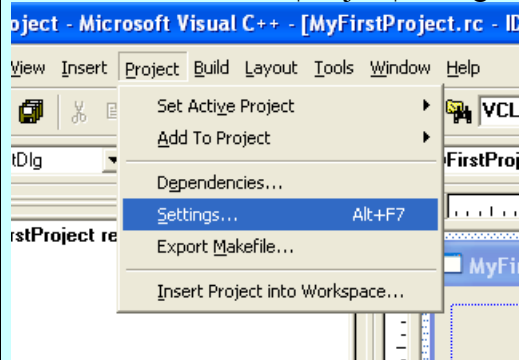 oject - Microsoft Visual C++ - [MyFirstProject.rc - ID
View Insert Project Build Layout Tools Window Help
Set Active Project
VCL
Add To Project
tDlg
FirstProj
Dependencies...
Settings... Alt+F7
rstProject re
Export Makefile...
MyFi
Insert Project into Workspace...